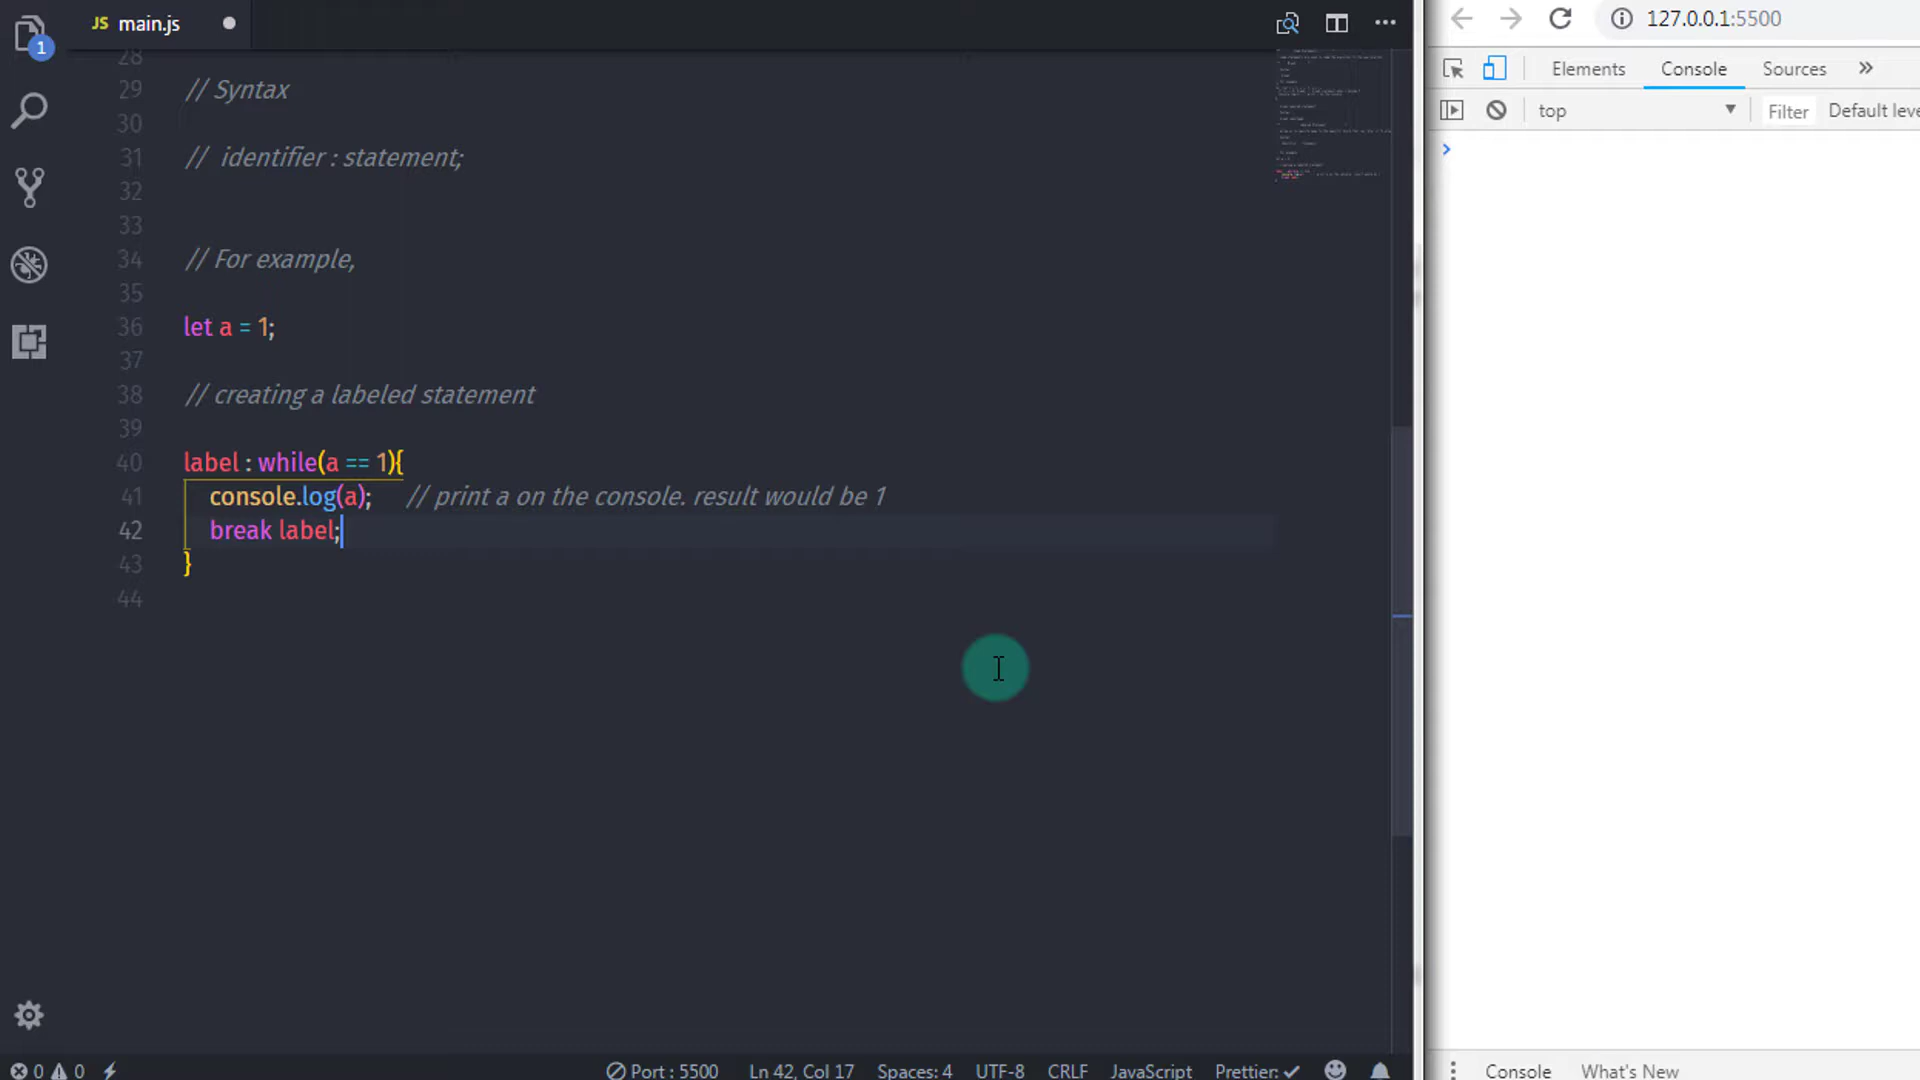 JS main.js
127.0.0.1:5500
Elements Console Sources »
top Filter Default leve
1
28
29 // Syntax
30
31 // identifier : statement;
32
33
34 // For example,
35
36 let a = 1;
37
38 // creating a labeled statement
39
40 label : while(a == 1){
41 console.log(a); // print a on the console. result would be 1
42 break label;
43 }
44
0 0 Port : 5500 Ln 42, Col 17 Spaces: 4 UTF-8 CRLF JavaScript Prettier: ✓
Console What's New